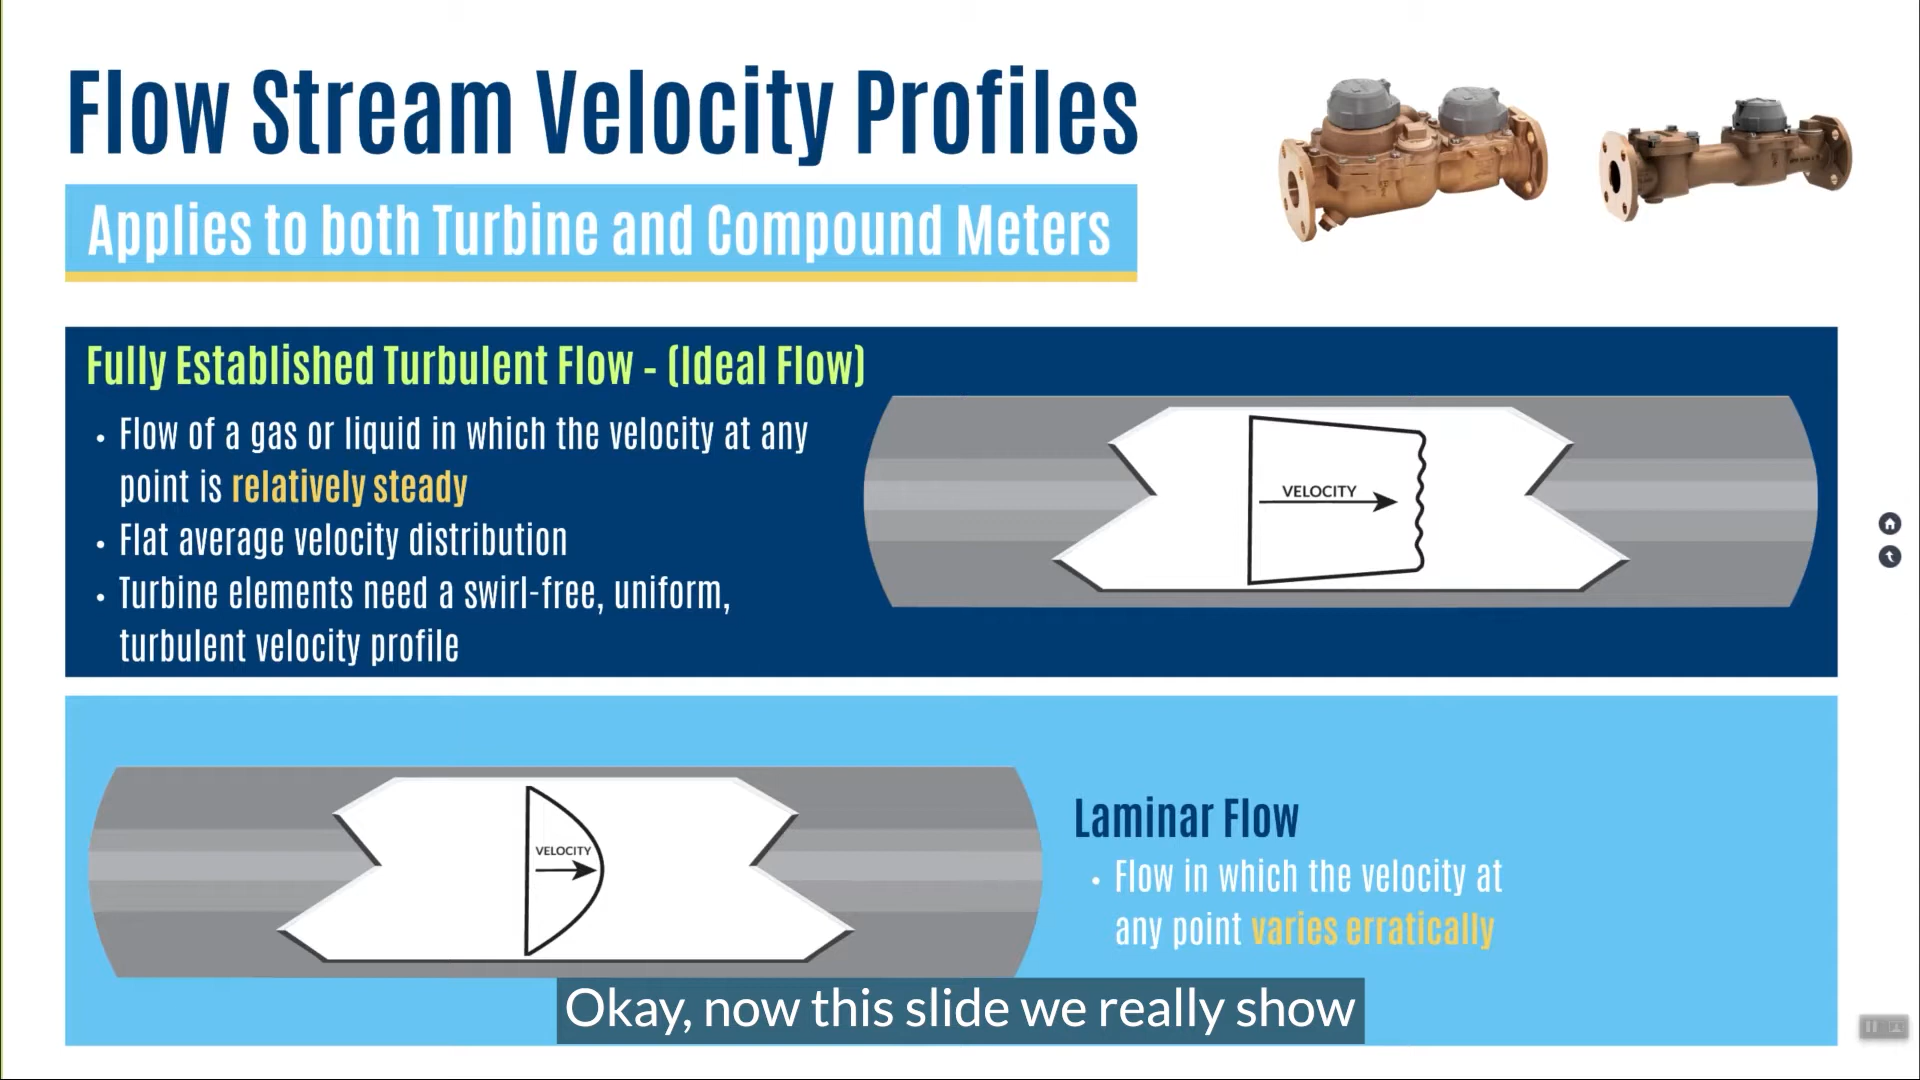 Flow Stream Velocity Profiles
Applies to both Turbine and Compound Meters
Fully Established Turbulent Flow - (Ideal Flow)
• Flow of a gas or liquid in which the velocity at any
point is relatively steady
• Flat average velocity distribution
• Turbine elements need a swirl-free, uniform,
turbulent velocity profile
VELOCITY
VELOCITY
Laminar Flow
• Flow in which the velocity at
any point varies erratically
Okay, now this slide we really show